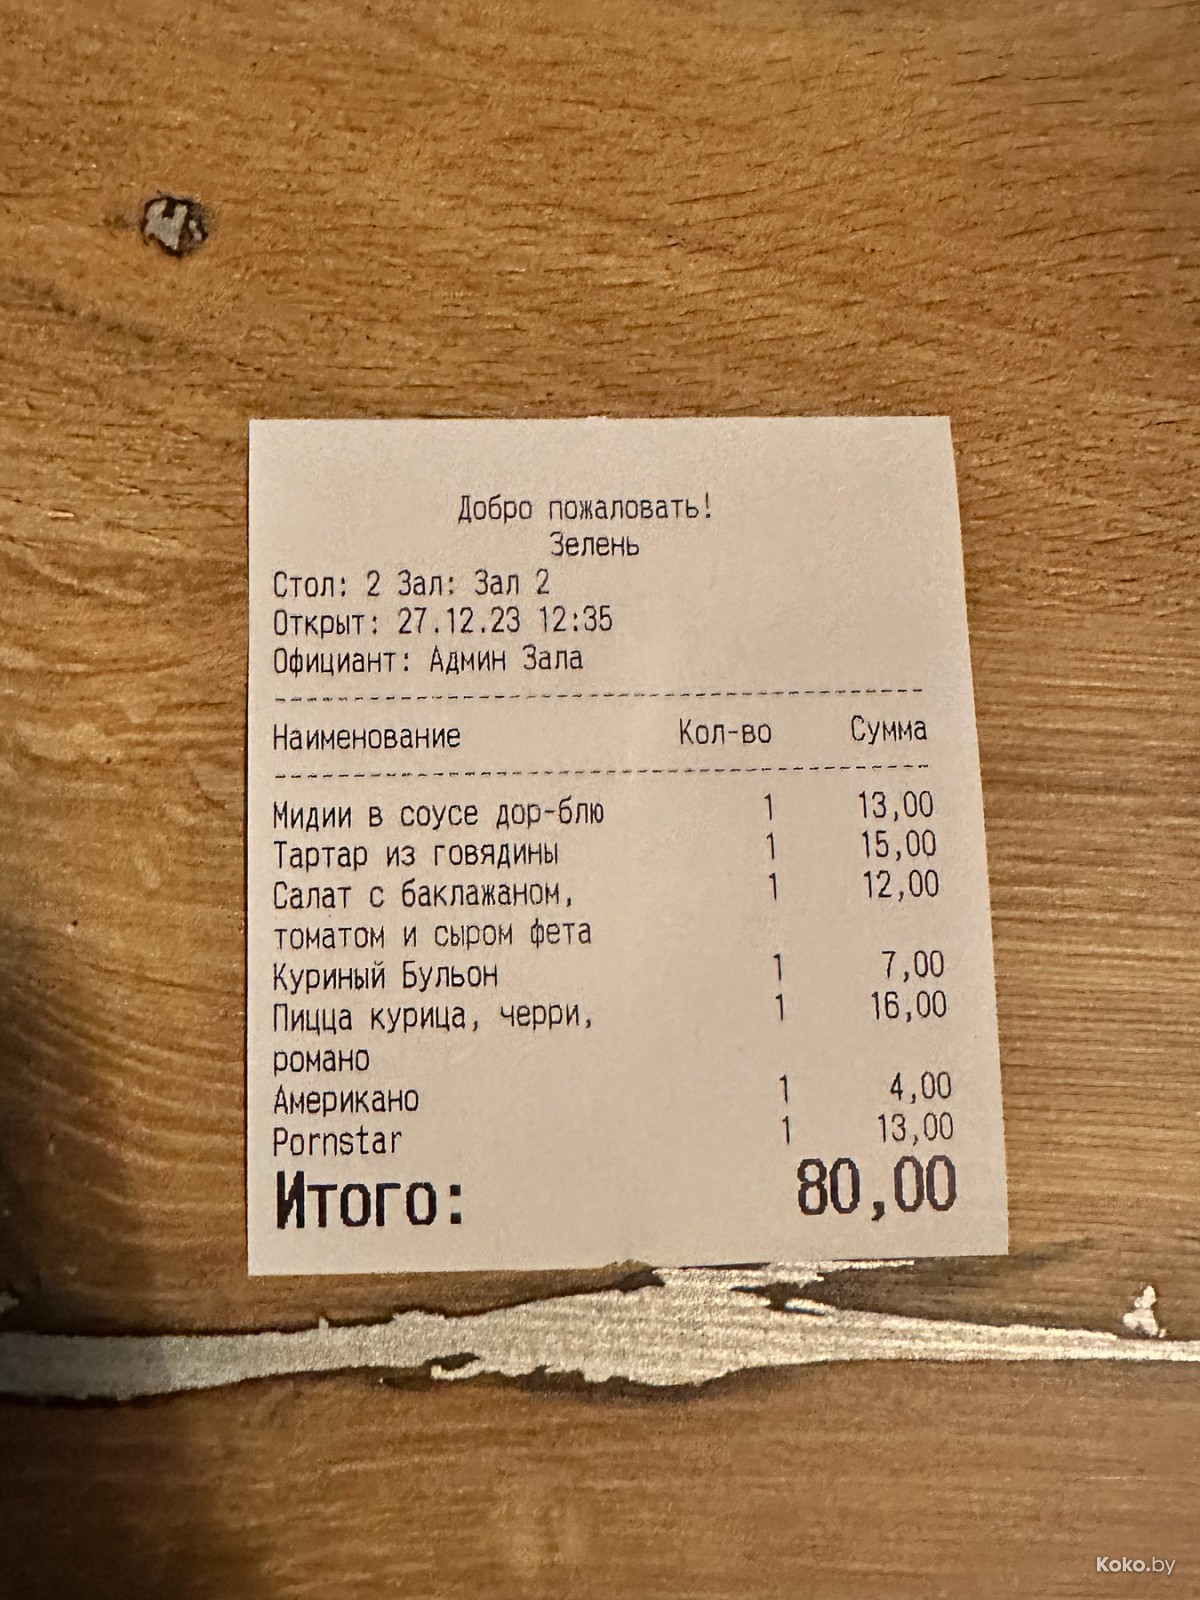 Добро пожаловать!
Зелень
Стол: 2 Зал: Зал 2
Открыт: 27.12.23 12:35
Официант: Админ Зала
Наименование Кол-во Сумма
Мидии в соусе дор-блю 1 13,00
Тартар из говядины 1 15,00
Салат с баклажаном, 1 12,00
томатом и сыром фета
Куриный Бульон 1 7,00
Пицца курица, черри, 1 16,00
романо
Американо 1 4,00
Pornstar 1 13,00
Итого: 80,00
Koko.by